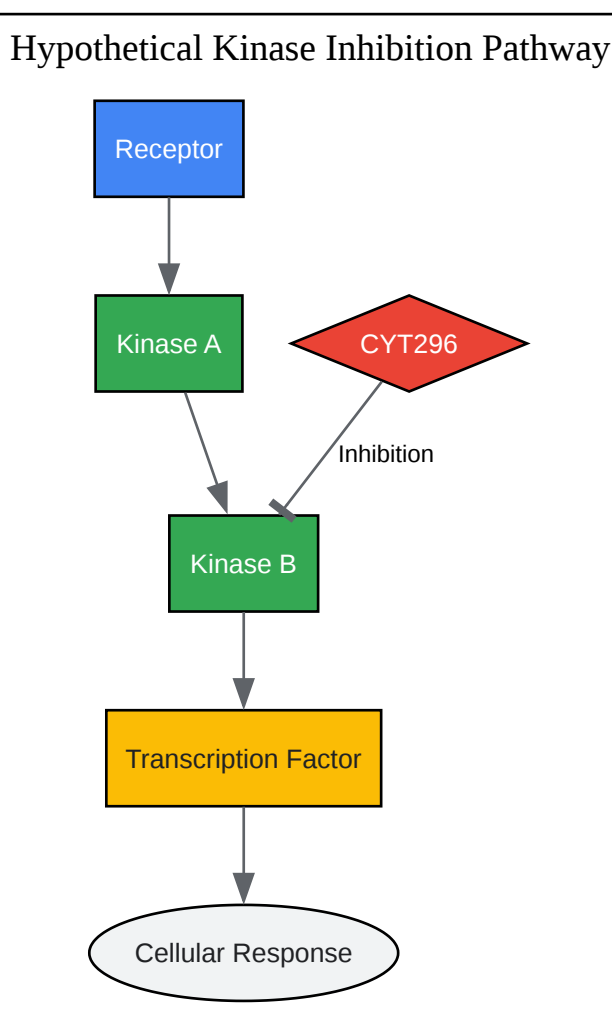 Hypothetical Kinase Inhibition Pathway
Receptor
Kinase A
CYT296
Inhibition
Kinase B
Transcription Factor
Cellular Response